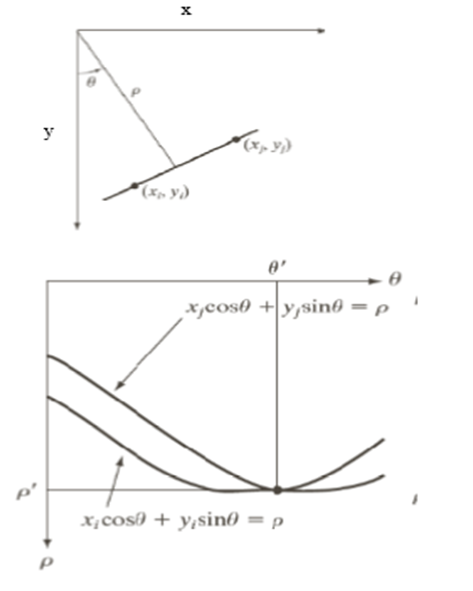 x
θ
ρ
y
(xⱼ, yⱼ)
(xᵢ, yᵢ)
θ′
θ
xⱼcosθ + yⱼsinθ = ρ
ρ′
xᵢcosθ + yᵢsinθ = ρ
ρ